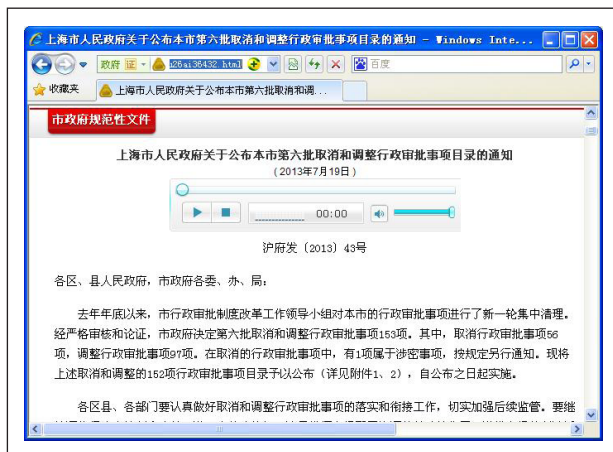 上海市人民政府关于公布本市第六批取消和调整行政审批事项目录的通知 - Windows Inte...
政府 证 i26ai36432.html 百度
收藏夹 上海市人民政府关于公布本市第六批取消和调...
市政府规范性文件
上海市人民政府关于公布本市第六批取消和调整行政审批事项目录的通知
(2013年7月19日)
00:00
沪府发〔2013〕43号
各区、县人民政府，市政府各委、办、局：
去年年底以来，市行政审批制度改革工作领导小组对本市的行政审批事项进行了新一轮集中清理。
经严格审核和论证，市政府决定第六批取消和调整行政审批事项153项。其中，取消行政审批事项56
项，调整行政审批事项97项。在取消的行政审批事项中，有1项属于涉密事项，按规定另行通知。现将
上述取消和调整的152项行政审批事项目录予以公布（详见附件1、2），自公布之日起实施。
各区县、各部门要认真做好取消和调整行政审批事项的落实和衔接工作，切实加强后续监管。要继